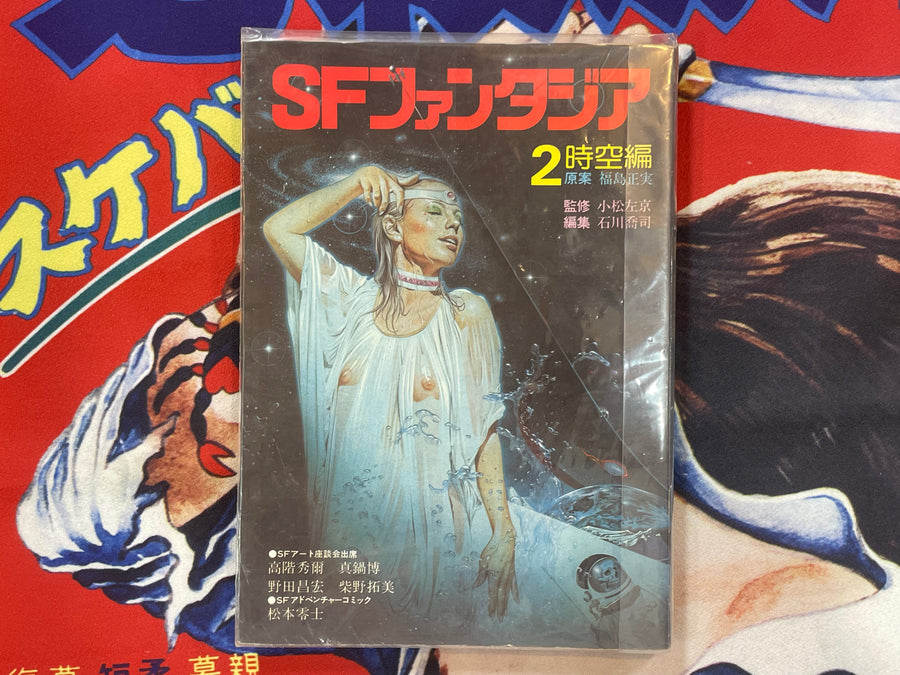 スケバ
SFファンタジア
2時空編
原案 福島正実
監修 小松左京
編集 石川喬司
●SFアート座談会出席
高階秀爾 真鍋博
野田昌宏 柴野拓美
●SFアドベンチャーコミック
松本零士